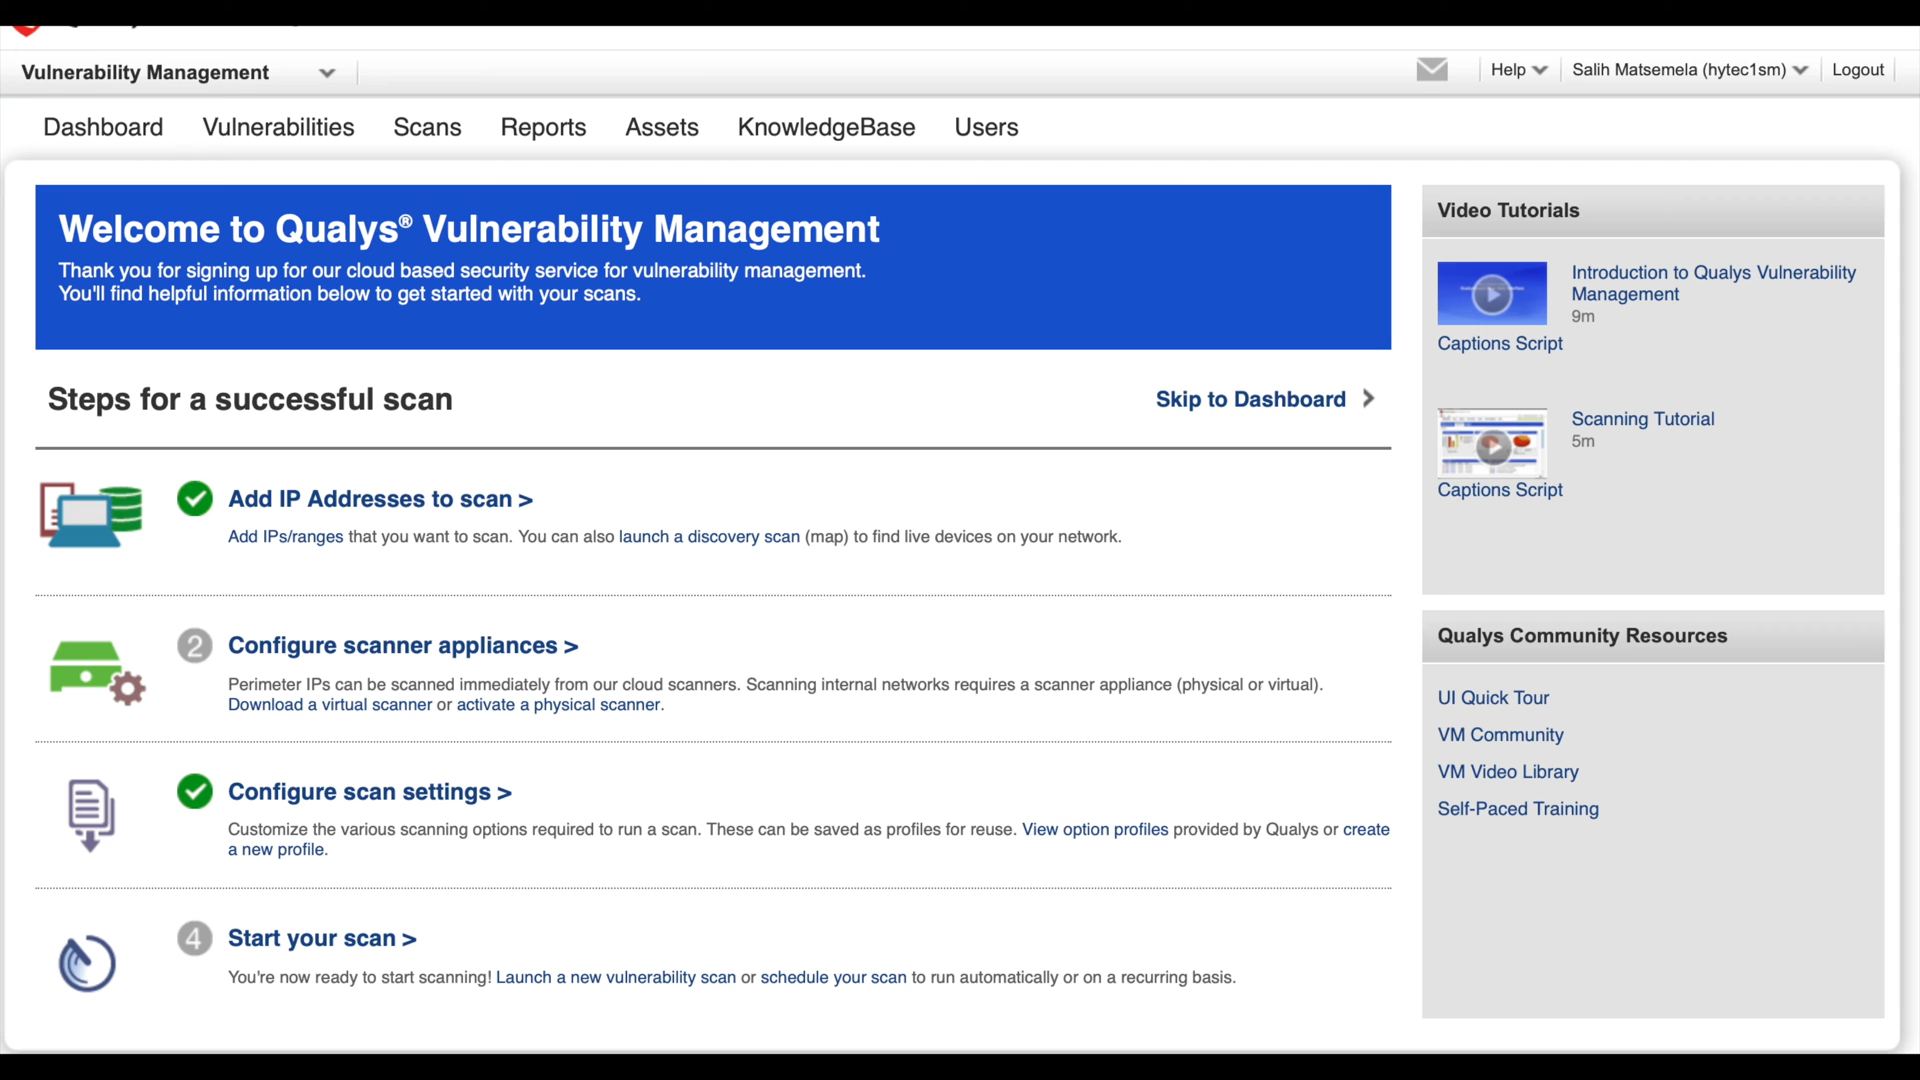 Vulnerability Management
Help
Salih Matsemela (hytec1sm)
Logout
Dashboard
Vulnerabilities
Scans
Reports
Assets
KnowledgeBase
Users
Welcome to Qualys® Vulnerability Management
Thank you for signing up for our cloud based security service for vulnerability management.
You'll find helpful information below to get started with your scans.
Steps for a successful scan
Skip to Dashboard
Add IP Addresses to scan >
Add IPs/ranges that you want to scan. You can also launch a discovery scan (map) to find live devices on your network.
2
Configure scanner appliances >
Perimeter IPs can be scanned immediately from our cloud scanners. Scanning internal networks requires a scanner appliance (physical or virtual).
Download a virtual scanner or activate a physical scanner.
Configure scan settings >
Customize the various scanning options required to run a scan. These can be saved as profiles for reuse. View option profiles provided by Qualys or create
a new profile.
4
Start your scan >
You're now ready to start scanning! Launch a new vulnerability scan or schedule your scan to run automatically or on a recurring basis.
Video Tutorials
Introduction to Qualys Vulnerability
Management
9m
Captions Script
Scanning Tutorial
5m
Captions Script
Qualys Community Resources
UI Quick Tour
VM Community
VM Video Library
Self-Paced Training